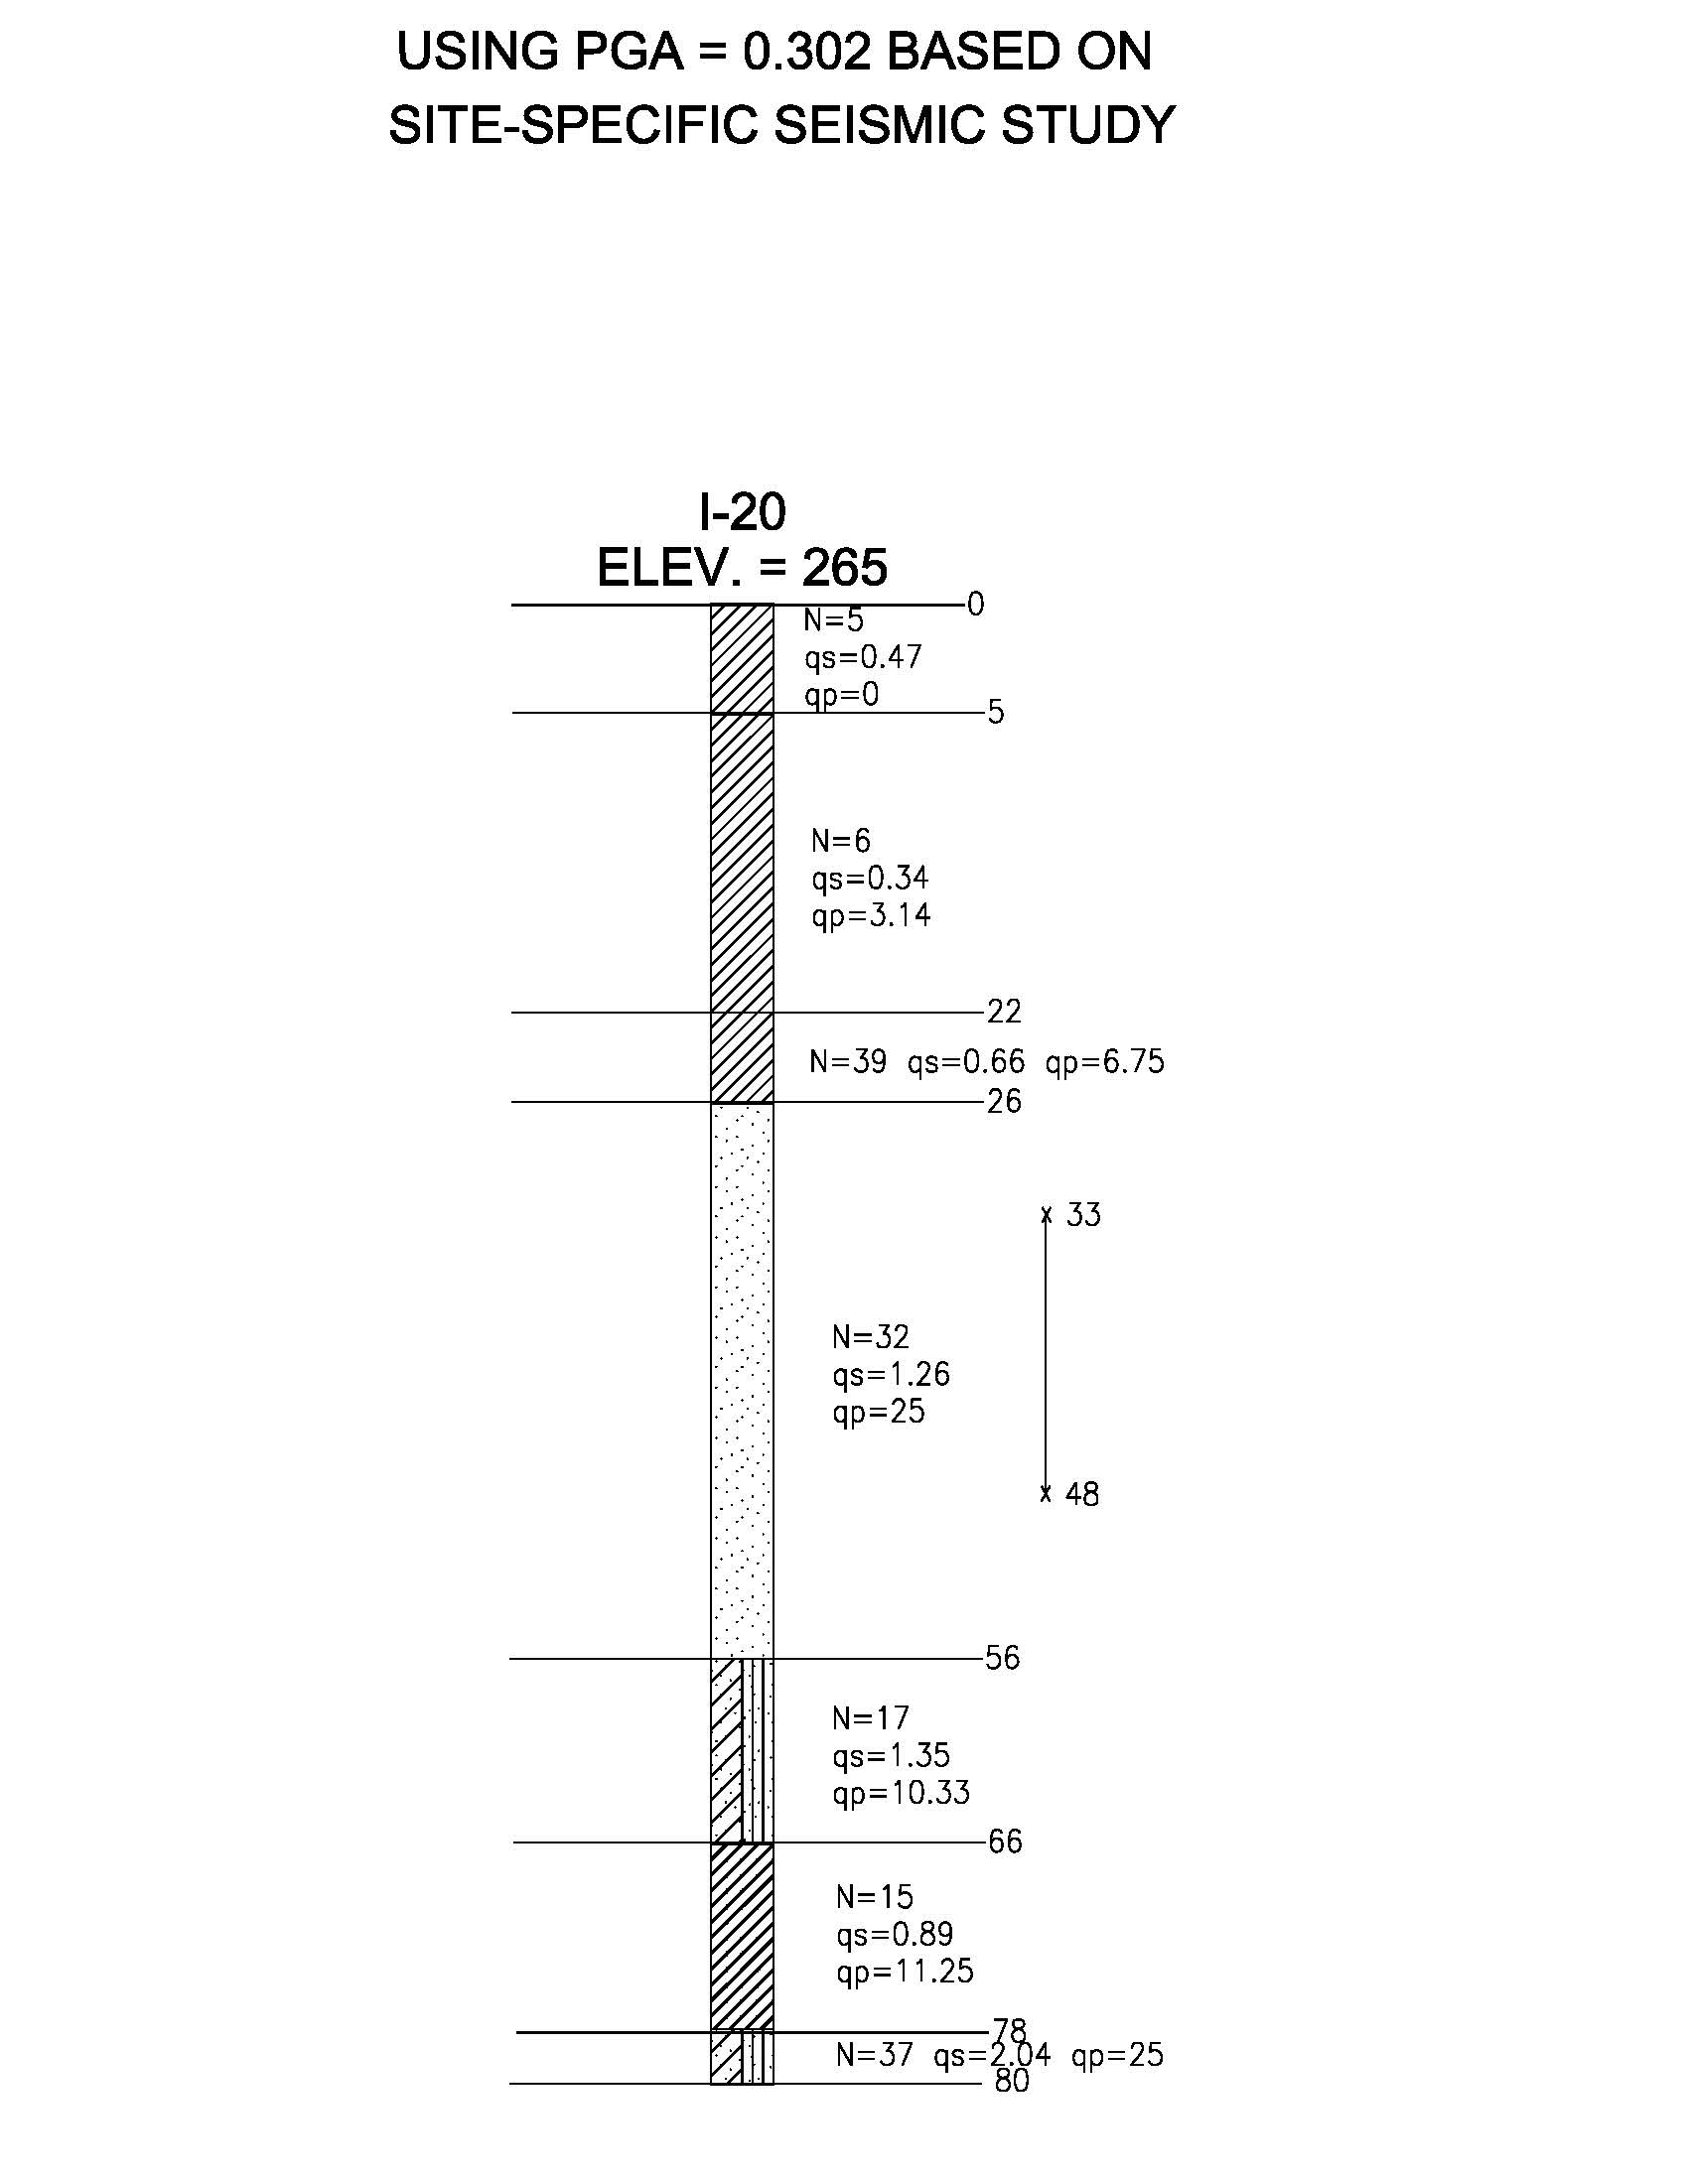 USING PGA = 0.302 BASED ON
SITE-SPECIFIC SEISMIC STUDY
I-20
ELEV. = 265
0
N=5
qs=0.47
qp=0
5
N=6
qs=0.34
qp=3.14
22
N=39 qs=0.66 qp=6.75
26
33
N=32
qs=1.26
qp=25
48
56
N=17
qs=1.35
qp=10.33
66
N=15
qs=0.89
qp=11.25
78
N=37 qs=2.04 qp=25
80